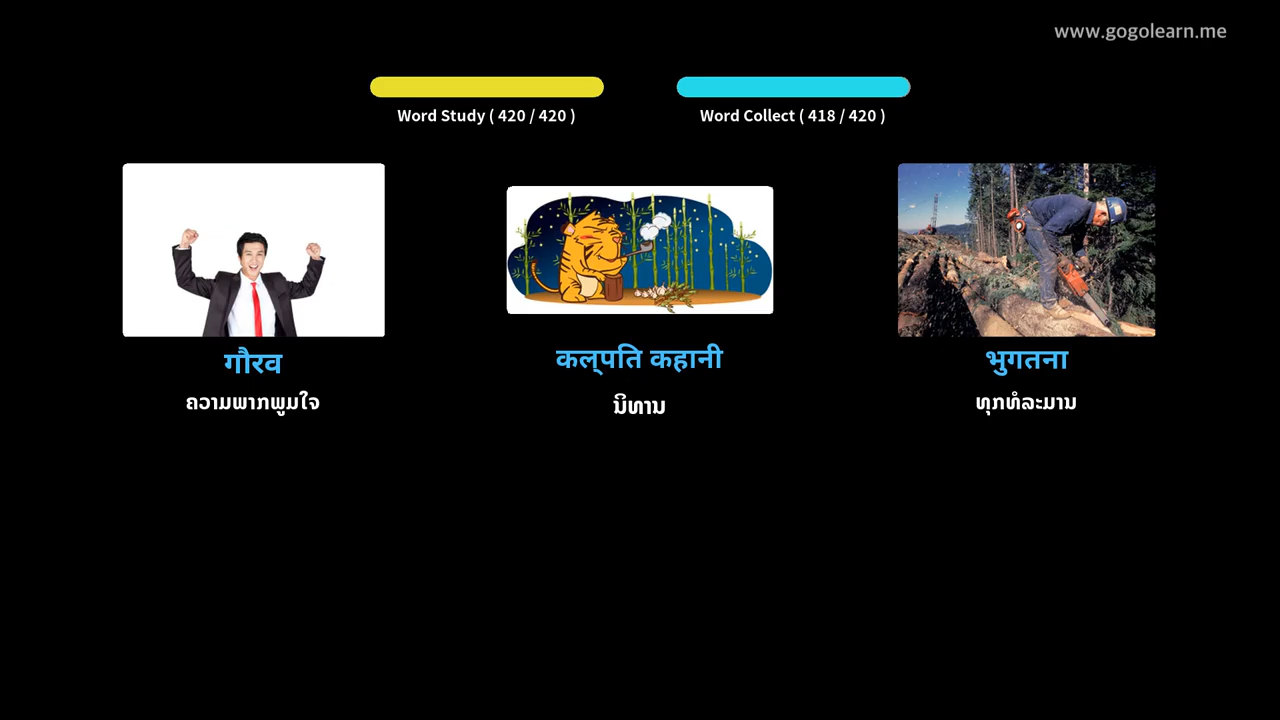 www.gogolearn.me
Word Study ( 420 / 420 )
Word Collect ( 418 / 420 )
गौरव
कल्पति कहानी
भुगतना
ຄວາມພາກພູມໃຈ
ນິທານ
ທຸກທໍລະມານ